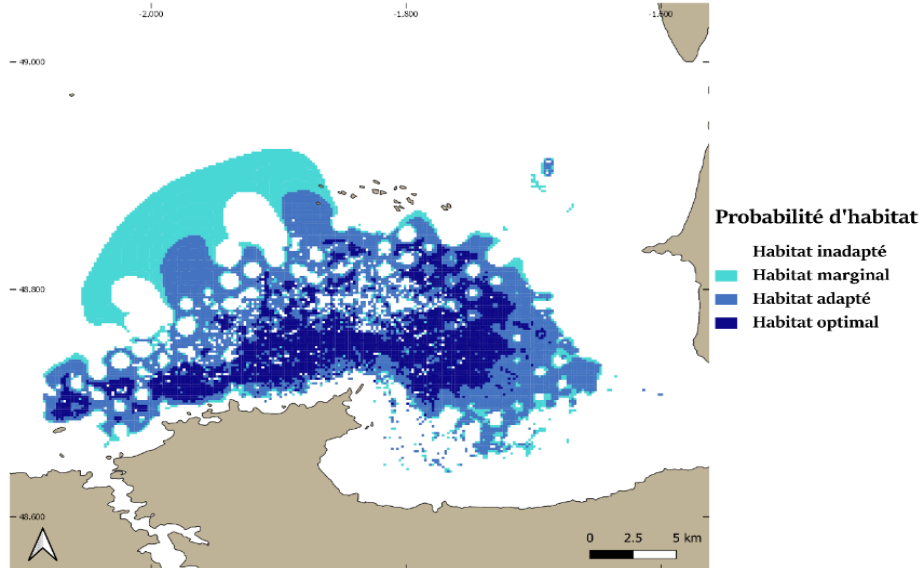 -2.000
-1.800
-1.600
49.000
48.800
48.600
Probabilité d'habitat
Habitat inadapté
Habitat marginal
Habitat adapté
Habitat optimal
0 2.5 5 km